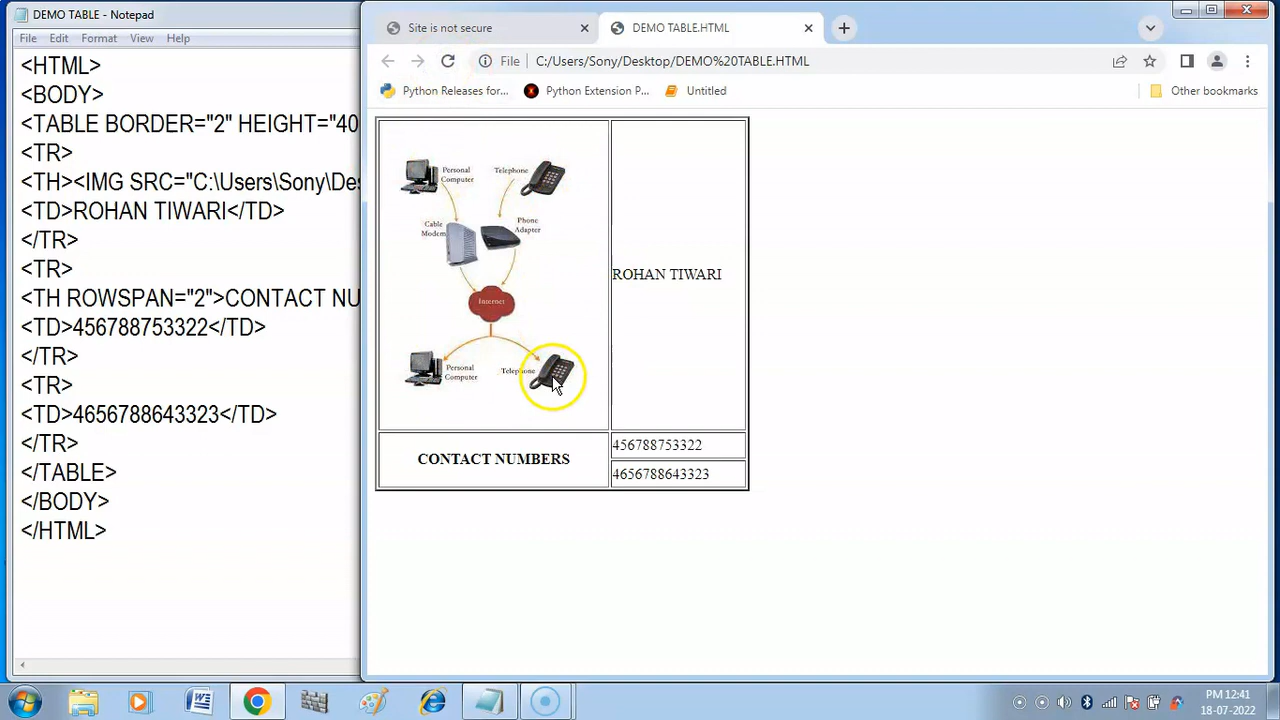 DEMO TABLE - Notepad
File Edit Format View Help
<HTML>
<BODY>
<TABLE BORDER="2" HEIGHT="40
<TR>
<TH><IMG SRC="C:\Users\Sony\Des
<TD>ROHAN TIWARI</TD>
</TR>
<TR>
<TH ROWSPAN="2">CONTACT NU
<TD>456788753322</TD>
</TR>
<TR>
<TD>4656788643323</TD>
</TR>
</TABLE>
</BODY>
</HTML>
Site is not secure
DEMO TABLE.HTML
File
C:/Users/Sony/Desktop/DEMO%20TABLE.HTML
Python Releases for...
Python Extension P...
Untitled
Other bookmarks
Personal
Computer
Telephone
Cable
Modem
Phone
Adapter
Internet
Personal
Computer
Telephone
ROHAN TIWARI
CONTACT NUMBERS
456788753322
4656788643323
PM 12:41
18-07-2022